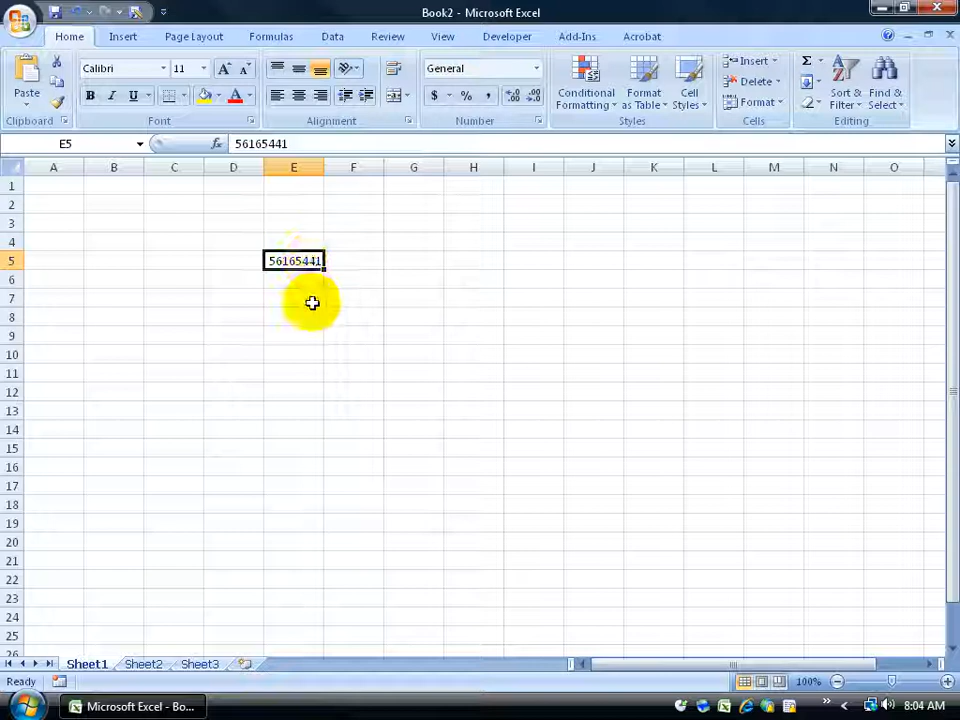 Book2 - Microsoft Excel
Home Insert Page Layout Formulas Data Review View Developer Add-Ins Acrobat
Paste Calibri 11 A A General Conditional Formatting Format as Table Cell Styles Insert Delete Format Σ Sort & Filter Find & Select
B I U A $ % , .00 .0
Clipboard Font Alignment Number Styles Cells Editing
E5 fx 56165441
A B C D E F G H I J K L M N O
1
2
3
4
5 56165441
6
7
8
9
10
11
12
13
14
15
16
17
18
19
20
21
22
23
24
25
26
Sheet1 Sheet2 Sheet3
Ready 100%
Microsoft Excel - Bo... 8:04 AM